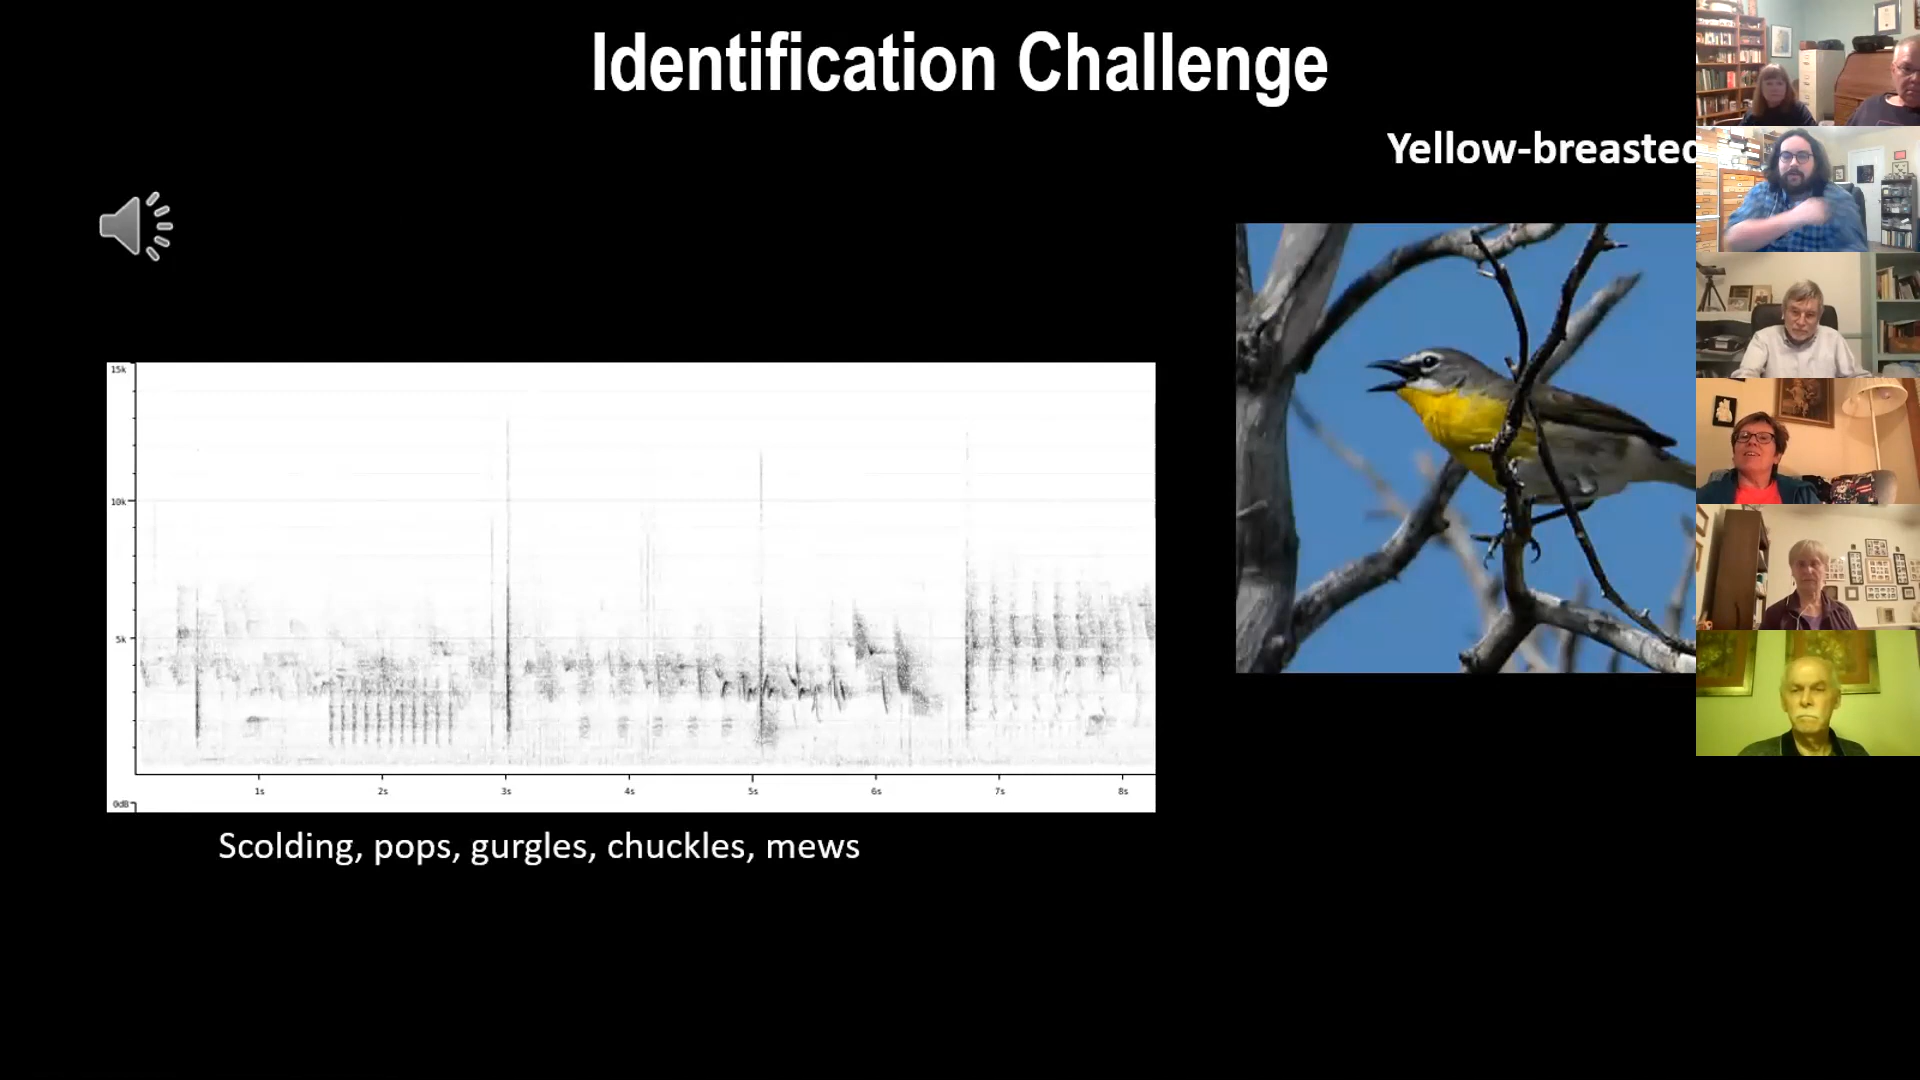 Identification Challenge
Yellow-breasted
15k
10k
5k
0dB
1s 2s 3s 4s 5s 6s 7s 8s
Scolding, pops, gurgles, chuckles, mews